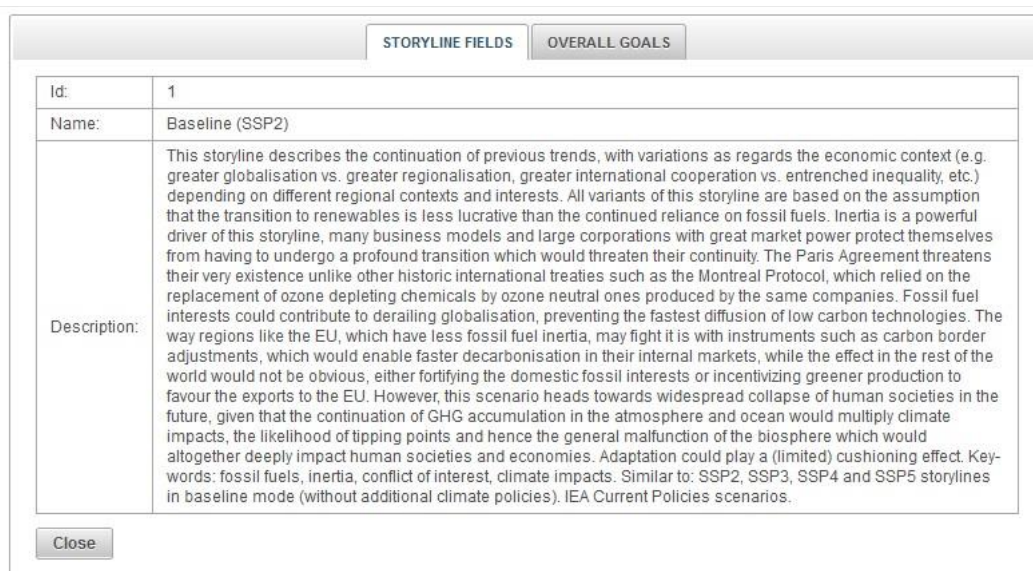 STORYLINE FIELDS OVERALL GOALS
Id: 1
Name: Baseline (SSP2)
This storyline describes the continuation of previous trends, with variations as regards the economic context (e.g.
greater globalisation vs. greater regionalisation, greater international cooperation vs. entrenched inequality, etc.)
depending on different regional contexts and interests. All variants of this storyline are based on the assumption
that the transition to renewables is less lucrative than the continued reliance on fossil fuels. Inertia is a powerful
driver of this storyline, many business models and large corporations with great market power protect themselves
from having to undergo a profound transition which would threaten their continuity. The Paris Agreement threatens
their very existence unlike other historic international treaties such as the Montreal Protocol, which relied on the
replacement of ozone depleting chemicals by ozone neutral ones produced by the same companies. Fossil fuel
interests could contribute to derailing globalisation, preventing the fastest diffusion of low carbon technologies. The
Description: way regions like the EU, which have less fossil fuel inertia, may fight it is with instruments such as carbon border
adjustments, which would enable faster decarbonisation in their internal markets, while the effect in the rest of the
world would not be obvious, either fortifying the domestic fossil interests or incentivizing greener production to
favour the exports to the EU. However, this scenario heads towards widespread collapse of human societies in the
future, given that the continuation of GHG accumulation in the atmosphere and ocean would multiply climate
impacts, the likelihood of tipping points and hence the general malfunction of the biosphere which would
altogether deeply impact human societies and economies. Adaptation could play a (limited) cushioning effect. Key-
words: fossil fuels, inertia, conflict of interest, climate impacts. Similar to: SSP2, SSP3, SSP4 and SSP5 storylines
in baseline mode (without additional climate policies). IEA Current Policies scenarios.
Close